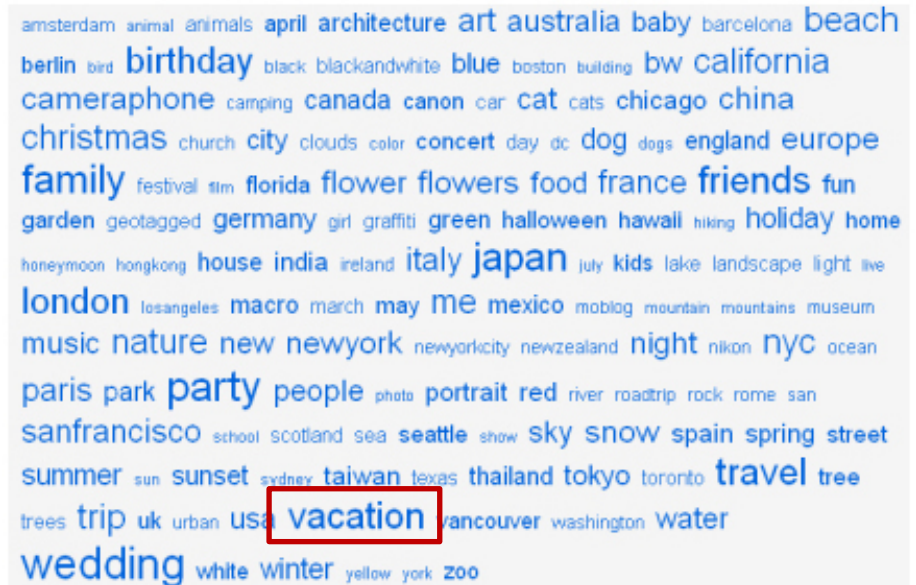 amsterdam animal animals april architecture art australia baby barcelona beach
berlin bird birthday black blackandwhite blue boston building bw california
cameraphone camping canada canon car cat cats chicago china
christmas church city clouds color concert day dc dog dogs england europe
family festival film florida flower flowers food france friends fun
garden geotagged germany girl graffiti green halloween hawaii hiking holiday home
honeymoon hongkong house india ireland italy japan july kids lake landscape light live
london losangeles macro march may me mexico moblog mountain mountains museum
music nature new newyork newyorkcity newzealand night nikon nyc ocean
paris park party people photo portrait red river roadtrip rock rome san
sanfrancisco school scotland sea seattle show sky snow spain spring street
summer sun sunset sydney taiwan texas thailand tokyo toronto travel tree
trees trip uk urban usa vacation vancouver washington water
wedding white winter yellow york zoo